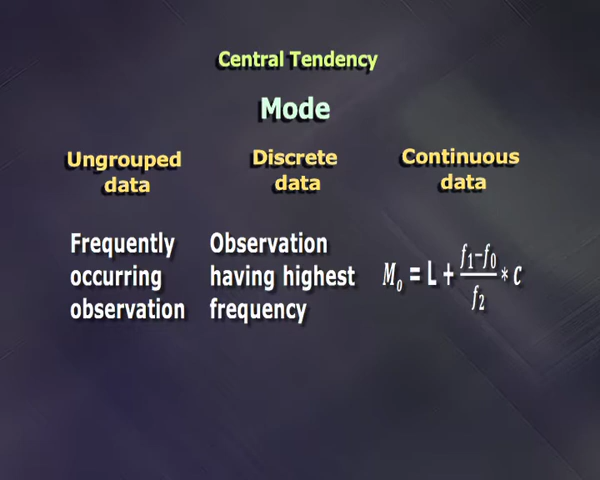 Central Tendency
Mode
Ungrouped data
Discrete data
Continuous data
Frequently occurring observation
Observation having highest frequency
M₀ = L + (f₁-f₀)/f₂ * c